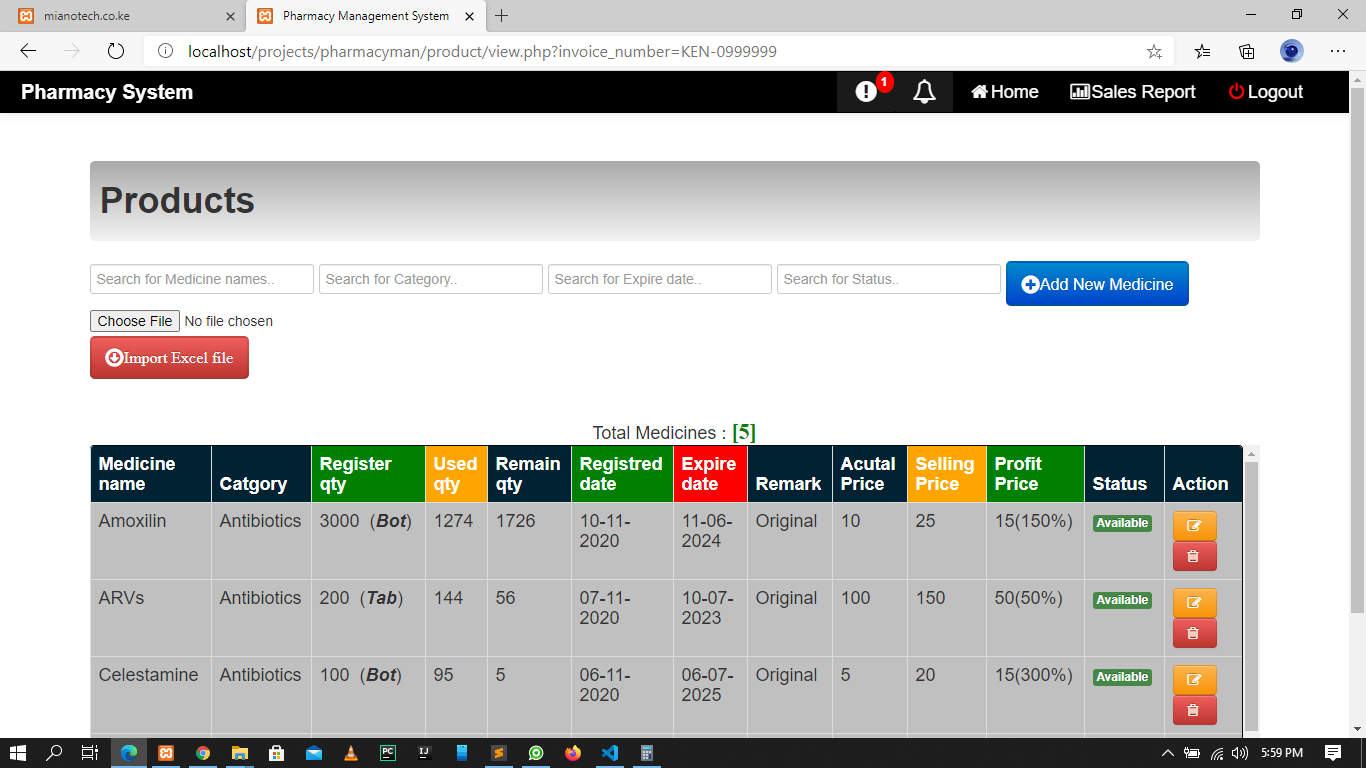 mianotech.co.ke
Pharmacy Management System
localhost/projects/pharmacyman/product/view.php?invoice_number=KEN-0999999
Pharmacy System
1
Home
Sales Report
Logout
Products
Search for Medicine names..
Search for Category..
Search for Expire date..
Search for Status..
Add New Medicine
Choose File No file chosen
Import Excel file
Total Medicines : [5]
Medicine name Catgory Register qty Used qty Remain qty Registred date Expire date Remark Acutal Price Selling Price Profit Price Status Action
Amoxilin Antibiotics 3000 (Bot) 1274 1726 10-11-2020 11-06-2024 Original 10 25 15(150%) Available
ARVs Antibiotics 200 (Tab) 144 56 07-11-2020 10-07-2023 Original 100 150 50(50%) Available
Celestamine Antibiotics 100 (Bot) 95 5 06-11-2020 06-07-2025 Original 5 20 15(300%) Available
PC
IJ
5:59 PM